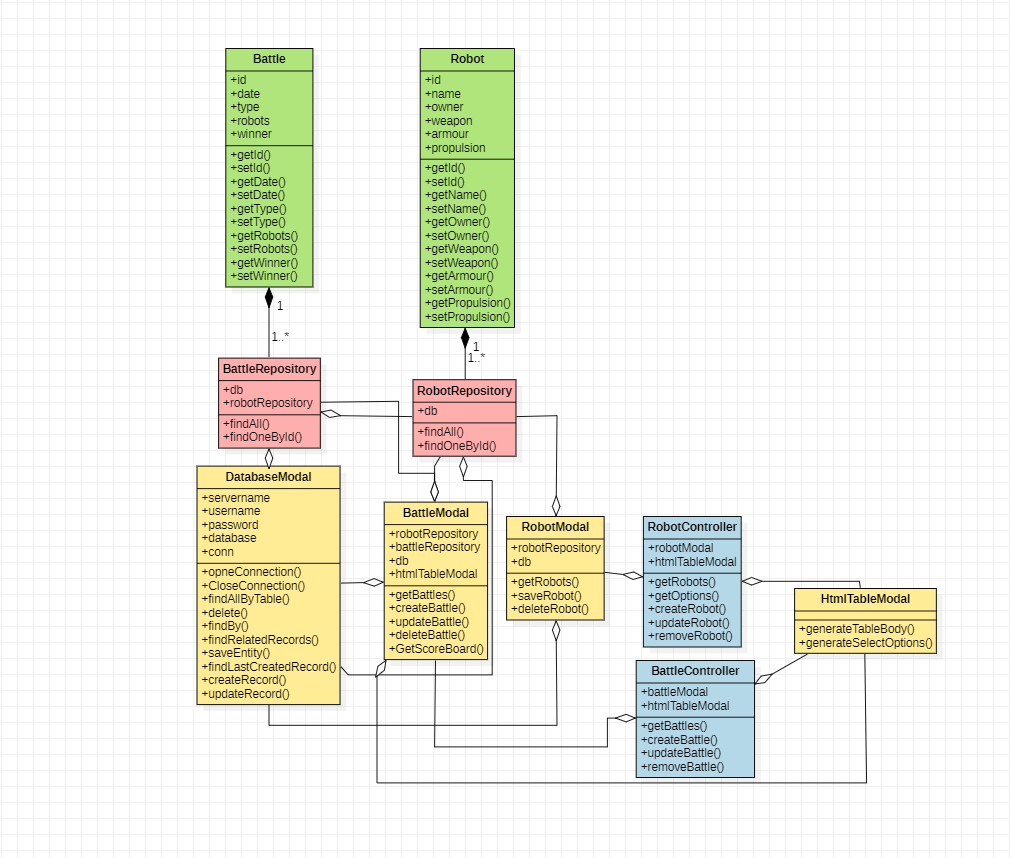 Battle
+id
+date
+type
+robots
+winner
+getId()
+setId()
+getDate()
+setDate()
+getType()
+setType()
+getRobots()
+setRobots()
+getWinner()
+setWinner()
1
1..*
Robot
+id
+name
+owner
+weapon
+armour
+propulsion
+getId()
+setId()
+getName()
+setName()
+getOwner()
+setOwner()
+getWeapon()
+setWeapon()
+getArmour()
+setArmour()
+getPropulsion()
+setPropulsion()
1
1..*
BattleRepository
+db
+robotRepository
+findAll()
+findOneById()
RobotRepository
+db
+findAll()
+findOneById()
DatabaseModal
+servername
+username
+password
+database
+conn
+opneConnection()
+CloseConnection()
+findAllByTable()
+delete()
+findBy()
+findRelatedRecords()
+saveEntity()
+findLastCreatedRecord()
+createRecord()
+updateRecord()
BattleModal
+robotRepository
+battleRepository
+db
+htmlTableModal
+getBattles()
+createBattle()
+updateBattle()
+deleteBattle()
+GetScoreBoard()
RobotModal
+robotRepository
+db
+getRobots()
+saveRobot()
+deleteRobot()
RobotController
+robotModal
+htmlTableModal
+getRobots()
+getOptions()
+createRobot()
+updateRobot()
+removeRobot()
HtmlTableModal
+generateTableBody()
+generateSelectOptions()
BattleController
+battleModal
+htmlTableModal
+getBattles()
+createBattle()
+updateBattle()
+removeBattle()